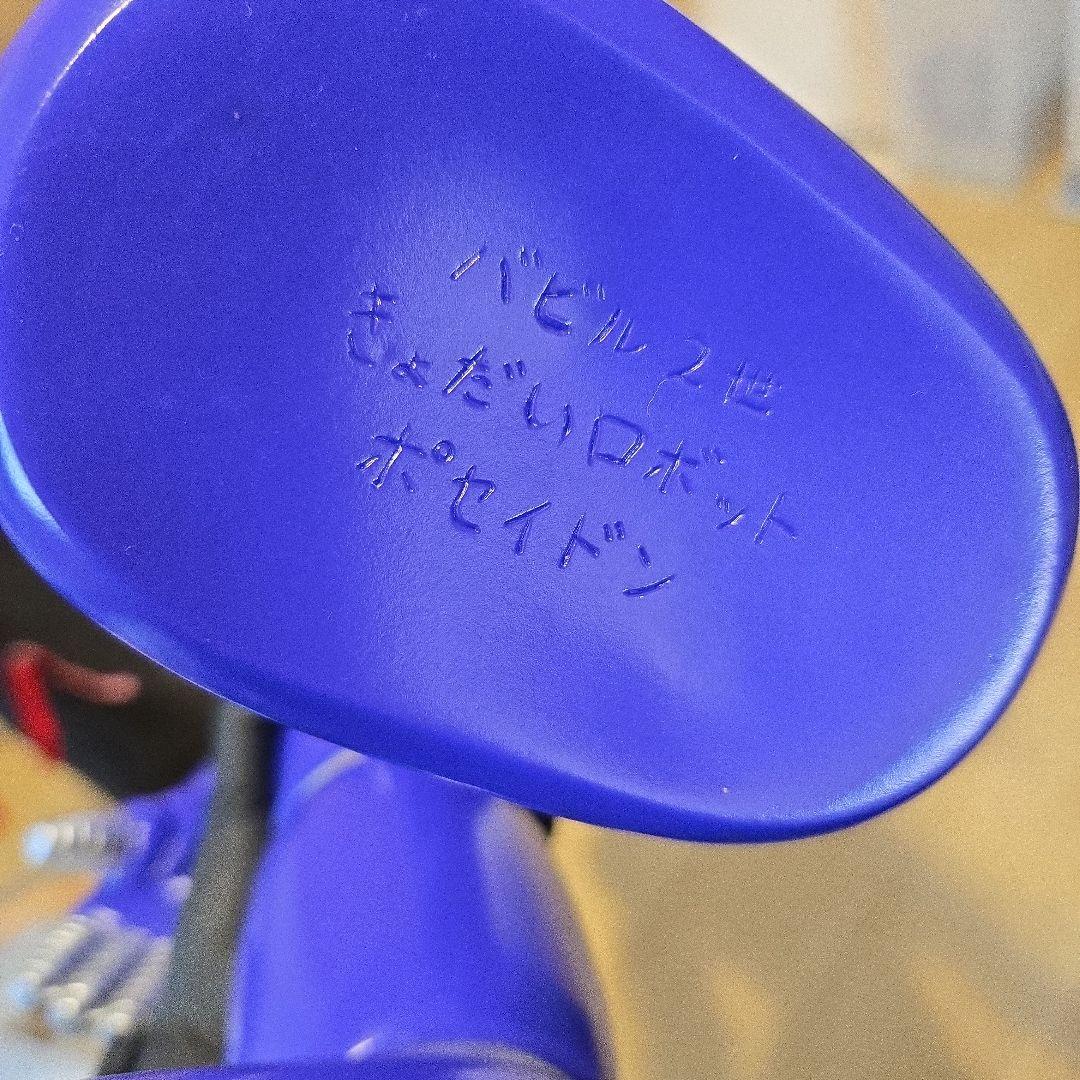 バビル2世
きょだいロボット
ポセイドン